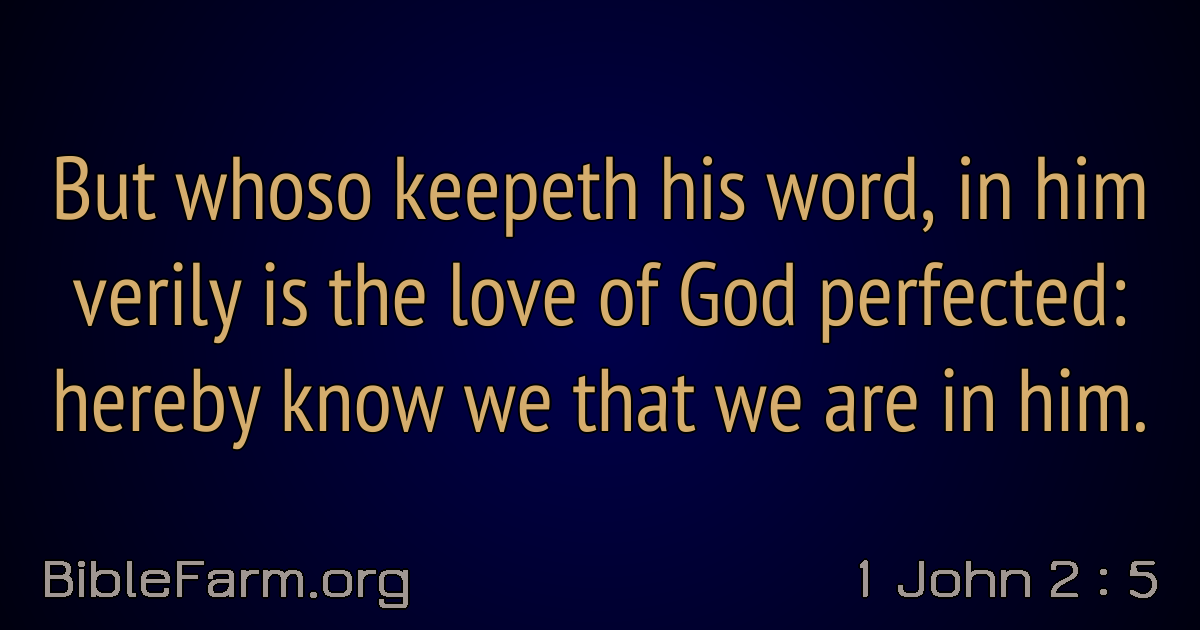 But whoso keepeth his word, in him
verily is the love of God perfected:
hereby know we that we are in him.
BibleFarm.org
1 John 2 : 5